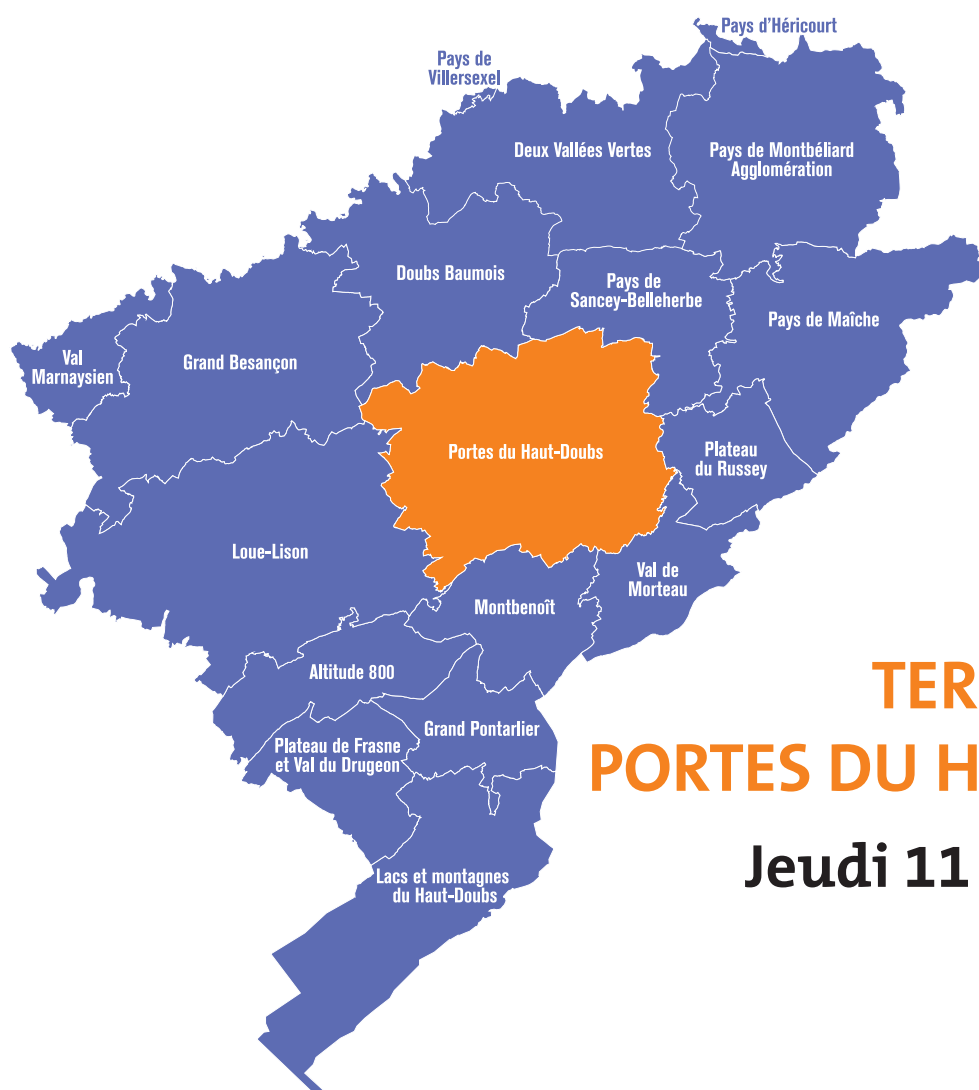 Pays d'Héricourt
Pays de
Villersexel
Deux Vallées Vertes
Pays de Montbéliard
Agglomération
Doubs Baumois
Pays de
Sancey-Belleherbe
Pays de Maîche
Val
Marnaysien
Grand Besançon
Portes du Haut-Doubs
Plateau
du Russey
Loue-Lison
Val de
Morteau
Montbenoît
Altitude 800
Grand Pontarlier
Plateau de Frasne
et Val du Drugeon
Lacs et montagnes
du Haut-Doubs
TER
PORTES DU H
Jeudi 11